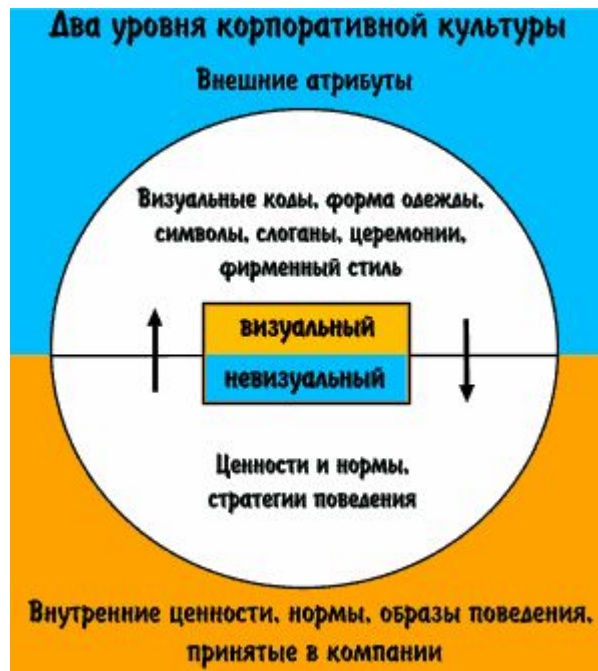 Два уровня корпоративной культуры
Внешние атрибуты
Визуальные коды, форма одежды,
символы, слоганы, церемонии,
фирменный стиль
визуальный
невизуальный
Ценности и нормы,
стратегии поведения
Внутренние ценности, нормы, образы поведения,
принятые в компании